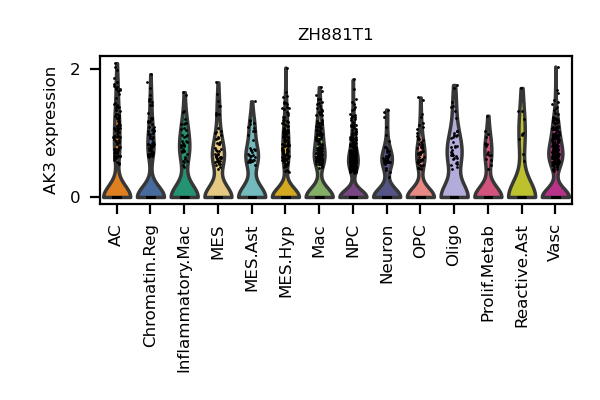 ZH881T1
AK3 expression
2
0
AC
Chromatin.Reg
Inflammatory.Mac
MES
MES.Ast
MES.Hyp
Mac
NPC
Neuron
OPC
Oligo
Prolif.Metab
Reactive.Ast
Vasc